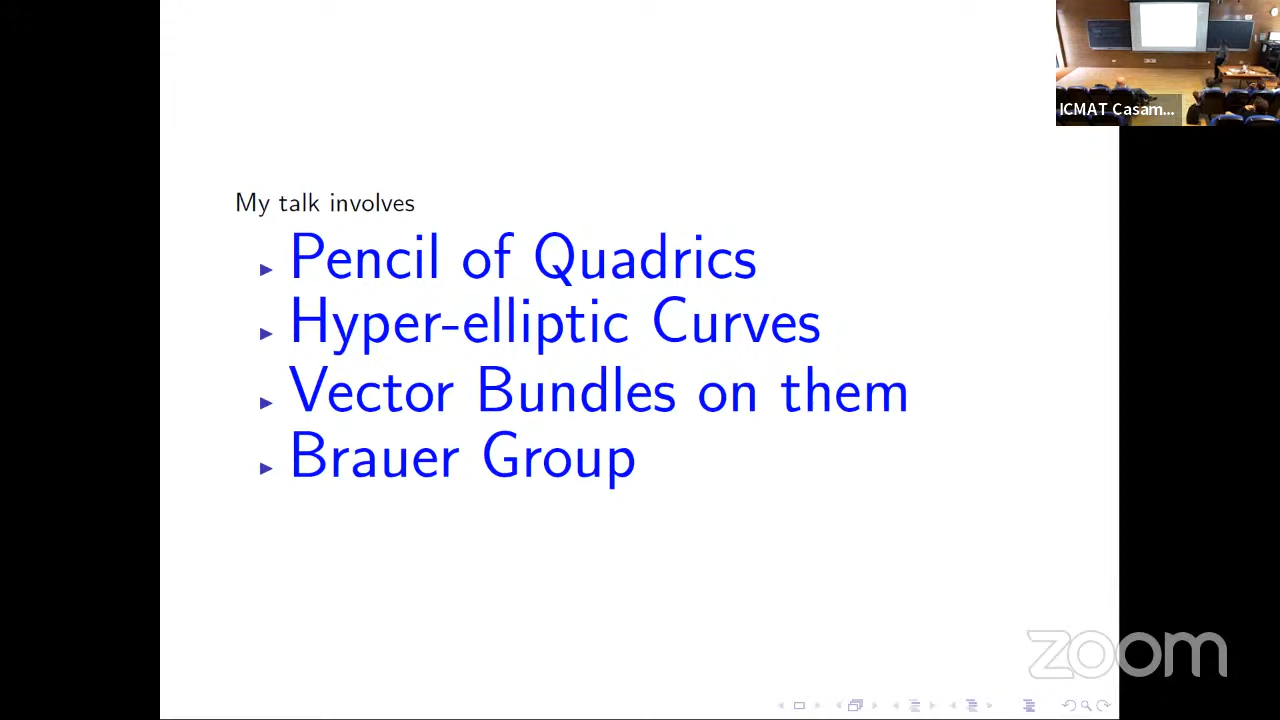 ICMAT Casam...
My talk involves
Pencil of Quadrics
Hyper-elliptic Curves
Vector Bundles on them
Brauer Group
zoom